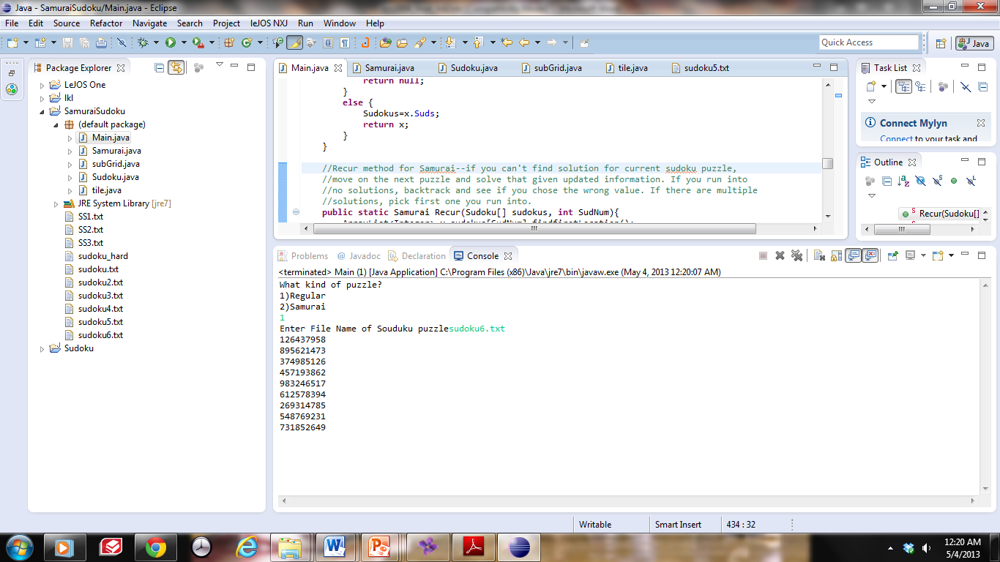 Java - SamuraiSudoku/Main.java - Eclipse
File Edit Source Refactor Navigate Search Project leJOS NXJ Run Window Help
Quick Access
Java
Package Explorer
LeJOS One
lkl
SamuraiSudoku
(default package)
Main.java
Samurai.java
subGrid.java
Sudoku.java
tile.java
JRE System Library [jre7]
SS1.txt
SS2.txt
SS3.txt
sudoku_hard
sudoku.txt
sudoku2.txt
sudoku3.txt
sudoku4.txt
sudoku5.txt
sudoku6.txt
Sudoku
Main.java Samurai.java Sudoku.java subGrid.java tile.java sudoku5.txt
return null;
}
else {
Sudokus=x.Suds;
return x;
}
}
//Recur method for Samurai--if you can't find solution for current sudoku puzzle,
//move on the next puzzle and solve that given updated information. If you run into
//no solutions, backtrack and see if you chose the wrong value. If there are multiple
//solutions, pick first one you run into.
public static Samurai Recur(Sudoku[] sudokus, int SudNum){
ArrayList<Integer> x=sudokus[SudNum].findfirstLocation();
Task List
Connect Mylyn
Connect to your task and
Outline
Recur(Sudoku[]
Problems @ Javadoc Declaration Console
<terminated> Main (1) [Java Application] C:\Program Files (x86)\Java\jre7\bin\javaw.exe (May 4, 2013 12:20:07 AM)
What kind of puzzle?
1)Regular
2)Samurai
1
Enter File Name of Souduku puzzlesudoku6.txt
126437958
895621473
374985126
457193862
983246517
612578394
269314785
548769231
731852649
Writable Smart Insert 434 : 32
12:20 AM
5/4/2013